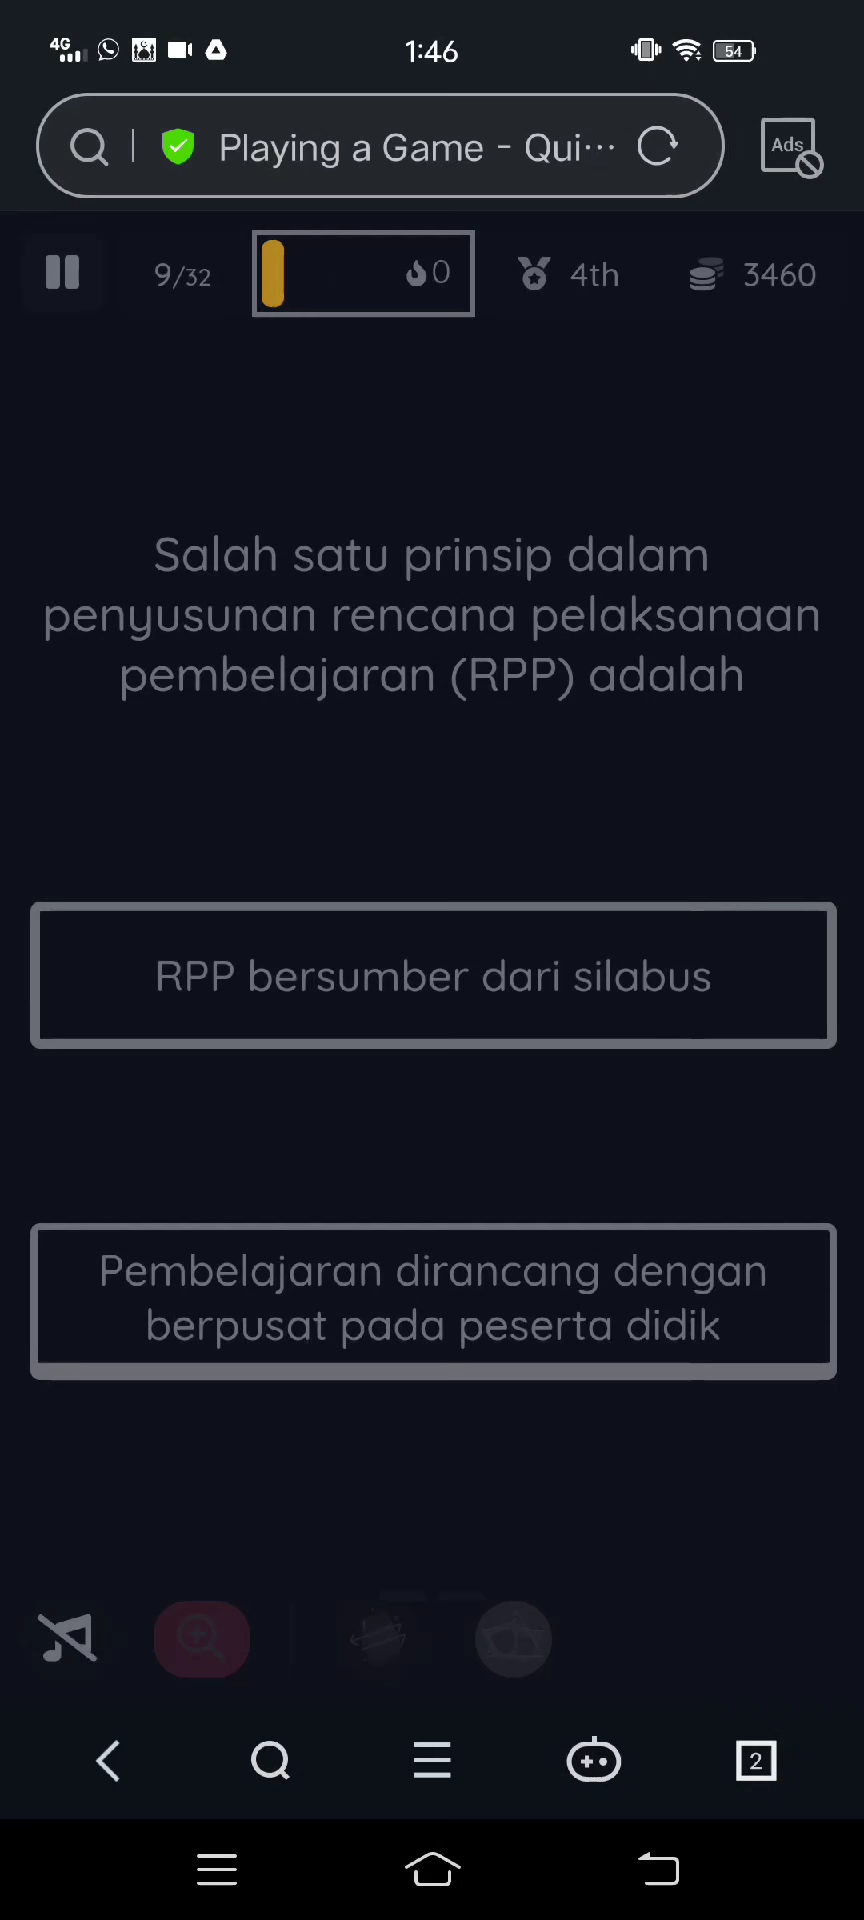 4G
1:46
54
Playing a Game - Qui...
Ads
9/32
0
4th
3460
Salah satu prinsip dalam
penyusunan rencana pelaksanaan
pembelajaran (RPP) adalah
RPP bersumber dari silabus
Pembelajaran dirancang dengan
berpusat pada peserta didik
2